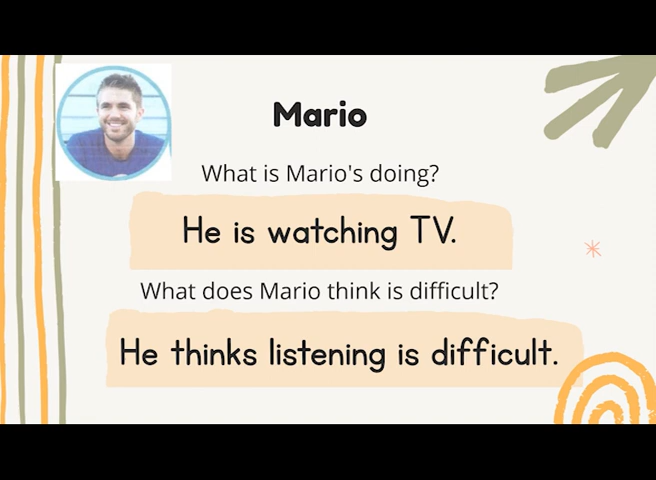 Mario
What is Mario's doing?
He is watching TV.
What does Mario think is difficult?
He thinks listening is difficult.